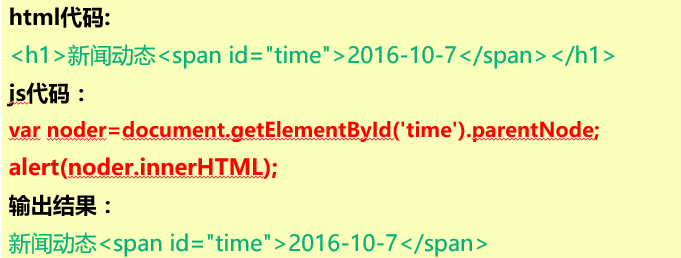 html代码:
<h1>新闻动态<span id="time">2016-10-7</span></h1>
js代码：
var noder=document.getElementById('time').parentNode;
alert(noder.innerHTML);
输出结果：
新闻动态<span id="time">2016-10-7</span>